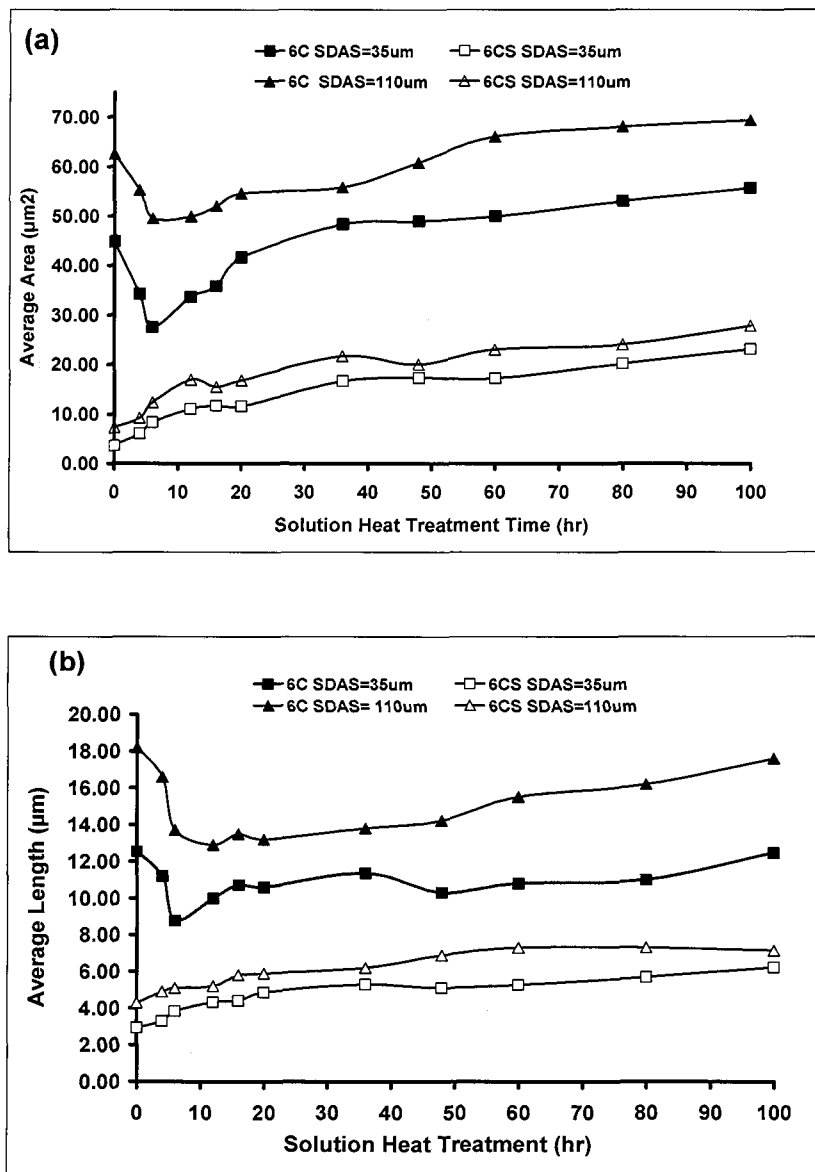 (a)
6C SDAS=35um
6CS SDAS=35um
6C SDAS=110um
6CS SDAS=110um
Average Area (µm2)
70.00
60.00
50.00
40.00
30.00
20.00
10.00
0.00
0 10 20 30 40 50 60 70 80 90 100
Solution Heat Treatment Time (hr)
(b)
6C SDAS=35um
6CS SDAS=35um
6C SDAS= 110um
6CS SDAS=110um
Average Length (µm)
20.00
18.00
16.00
14.00
12.00
10.00
8.00
6.00
4.00
2.00
0.00
0 10 20 30 40 50 60 70 80 90 100
Solution Heat Treatment (hr)